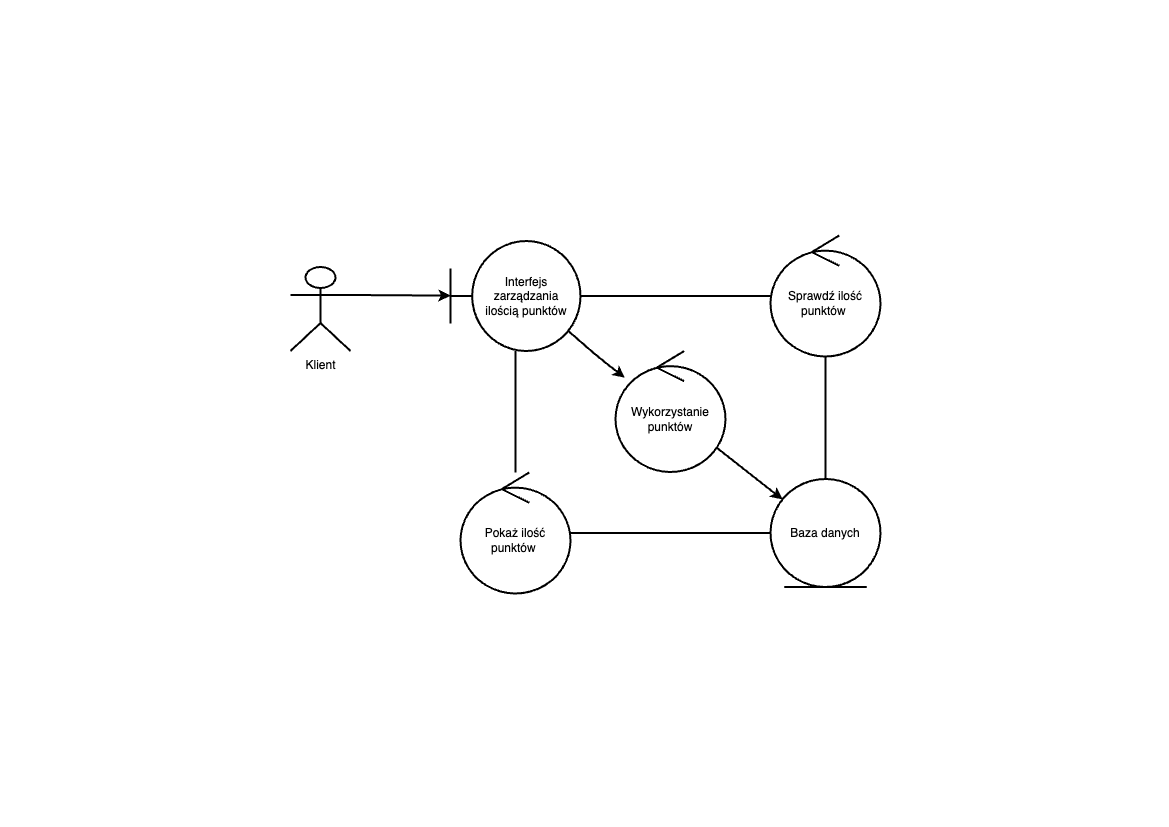 Interfejs
zarządzania
ilością punktów
Sprawdź ilość
punktów
Klient
Wykorzystanie
punktów
Pokaż ilość
punktów
Baza danych